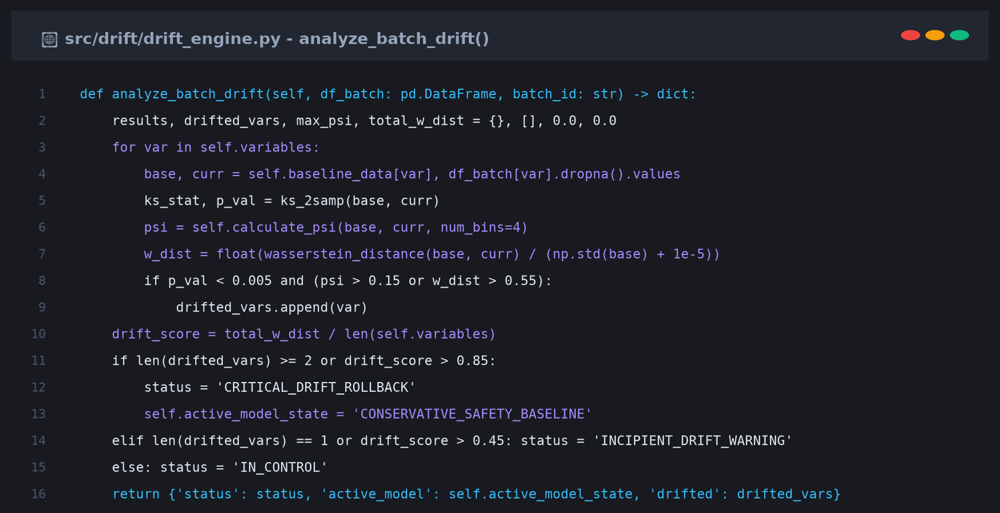 src/drift/drift_engine.py - analyze_batch_drift()
1 def analyze_batch_drift(self, df_batch: pd.DataFrame, batch_id: str) -> dict:
2     results, drifted_vars, max_psi, total_w_dist = {}, [], 0.0, 0.0
3     for var in self.variables:
4         base, curr = self.baseline_data[var], df_batch[var].dropna().values
5         ks_stat, p_val = ks_2samp(base, curr)
6         psi = self.calculate_psi(base, curr, num_bins=4)
7         w_dist = float(wasserstein_distance(base, curr) / (np.std(base) + 1e-5))
8         if p_val < 0.005 and (psi > 0.15 or w_dist > 0.55):
9             drifted_vars.append(var)
10     drift_score = total_w_dist / len(self.variables)
11     if len(drifted_vars) >= 2 or drift_score > 0.85:
12         status = 'CRITICAL_DRIFT_ROLLBACK'
13         self.active_model_state = 'CONSERVATIVE_SAFETY_BASELINE'
14     elif len(drifted_vars) == 1 or drift_score > 0.45: status = 'INCIPIENT_DRIFT_WARNING'
15     else: status = 'IN_CONTROL'
16     return {'status': status, 'active_model': self.active_model_state, 'drifted': drifted_vars}